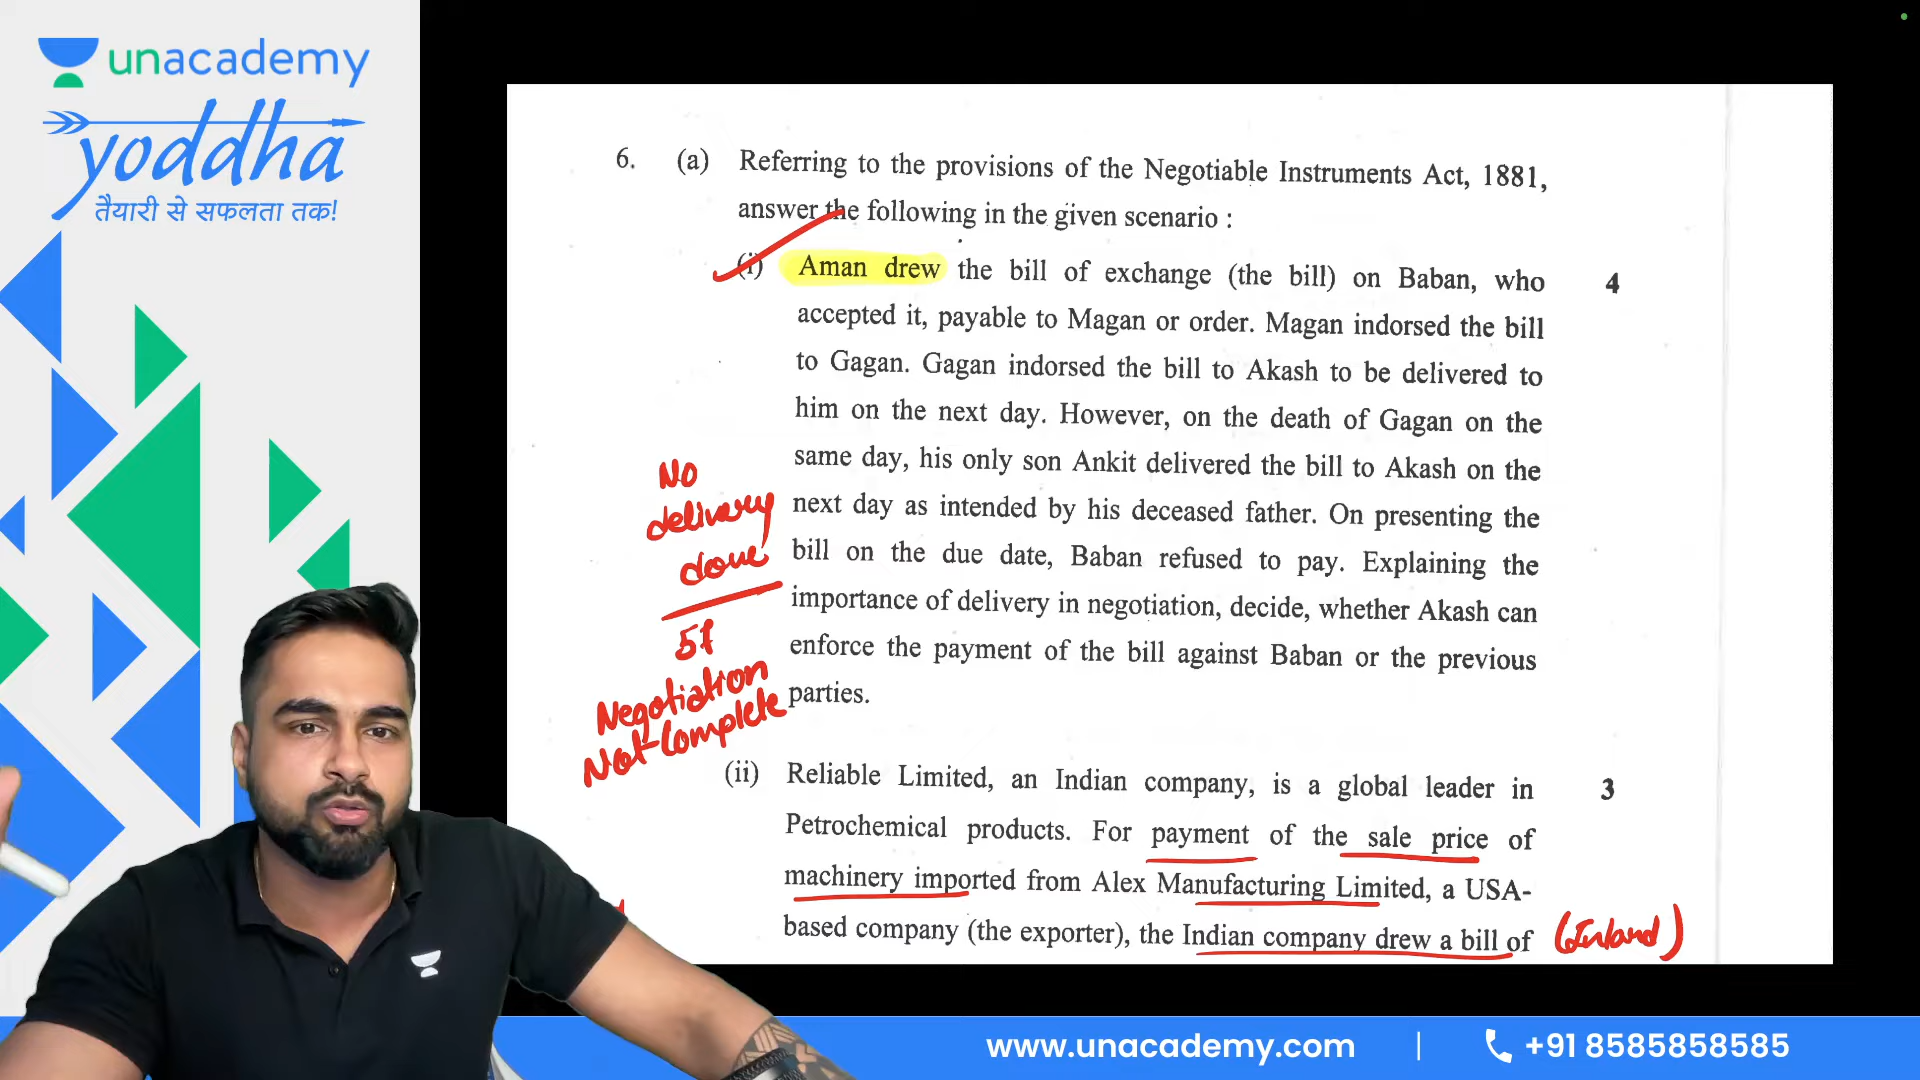 unacademy
yoddha
तैयारी से सफलता तक!
6. (a) Referring to the provisions of the Negotiable Instruments Act, 1881,
answer the following in the given scenario :
(i) Aman drew the bill of exchange (the bill) on Baban, who 4
accepted it, payable to Magan or order. Magan indorsed the bill
to Gagan. Gagan indorsed the bill to Akash to be delivered to
him on the next day. However, on the death of Gagan on the
same day, his only son Ankit delivered the bill to Akash on the
next day as intended by his deceased father. On presenting the
bill on the due date, Baban refused to pay. Explaining the
importance of delivery in negotiation, decide, whether Akash can
enforce the payment of the bill against Baban or the previous
parties.
No
delivery
done
57
Negotiation
Not Complete
(ii) Reliable Limited, an Indian company, is a global leader in 3
Petrochemical products. For payment of the sale price of
machinery imported from Alex Manufacturing Limited, a USA-
based company (the exporter), the Indian company drew a bill of
(Inland)
www.unacademy.com | +91 8585858585